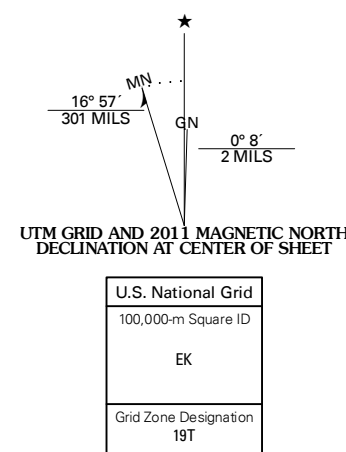 ★
MN
GN
16° 57´
301 MILS
0° 8´
2 MILS
UTM GRID AND 2011 MAGNETIC NORTH
DECLINATION AT CENTER OF SHEET
U.S. National Grid
100,000-m Square ID
EK
Grid Zone Designation
19T